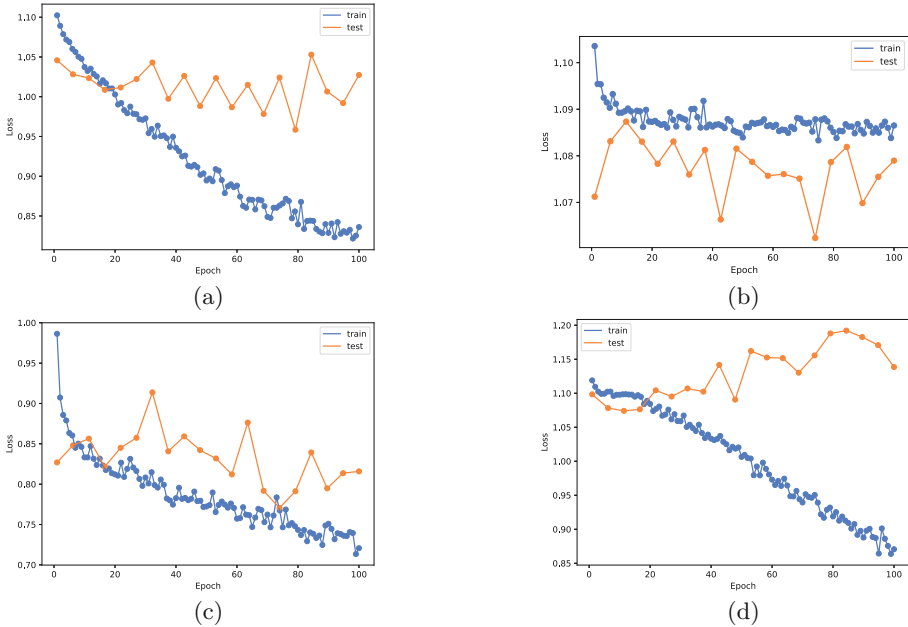 train
test
1,10
1,05
1,00
0,95
0,90
0,85
Loss
0 20 40 60 80 100
Epoch
(a)
train
test
1,10
1,09
1,08
1,07
Loss
0 20 40 60 80 100
Epoch
(b)
train
test
1.00
0,95
0,90
0,85
0,80
0,75
0,70
Loss
0 20 40 60 80 100
Epoch
(c)
train
test
1,20
1,15
1,10
1,05
1,00
0,95
0,90
0,85
Loss
0 20 40 60 80 100
Epoch
(d)